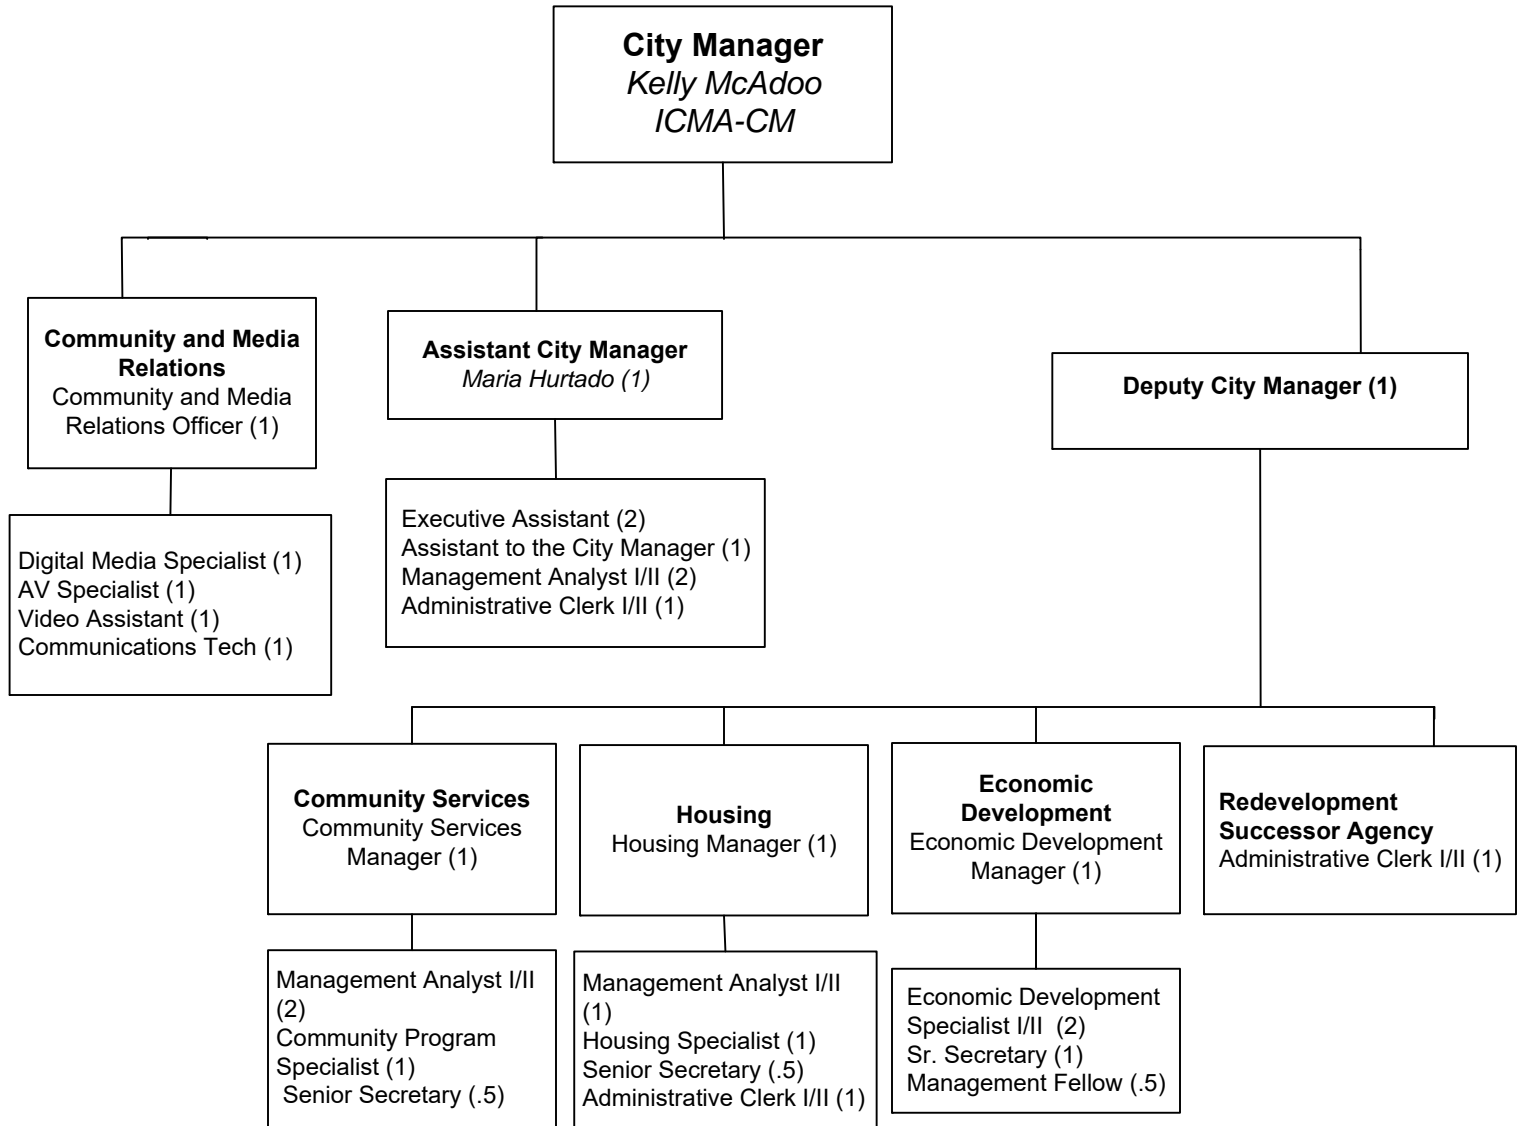 City Manager
Kelly McAdoo
ICMA-CM
Community and Media
Relations
Community and Media
Relations Officer (1)
Assistant City Manager
Maria Hurtado (1)
Deputy City Manager (1)
Digital Media Specialist (1)
AV Specialist (1)
Video Assistant (1)
Communications Tech (1)
Executive Assistant (2)
Assistant to the City Manager (1)
Management Analyst I/II (2)
Administrative Clerk I/II (1)
Community Services
Community Services
Manager (1)
Housing
Housing Manager (1)
Economic
Development
Economic Development
Manager (1)
Redevelopment
Successor Agency
Administrative Clerk I/II (1)
Management Analyst I/II
(2)
Community Program
Specialist (1)
Senior Secretary (.5)
Management Analyst I/II
(1)
Housing Specialist (1)
Senior Secretary (.5)
Administrative Clerk I/II (1)
Economic Development
Specialist I/II (2)
Sr. Secretary (1)
Management Fellow (.5)